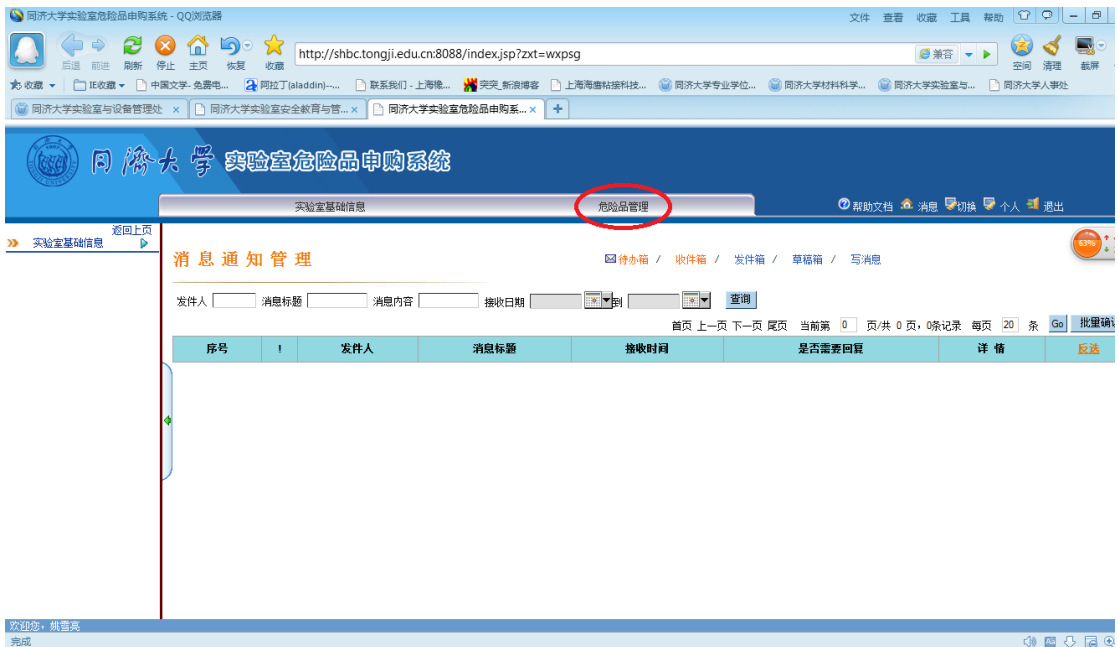 同济大学实验室危险品申购系统 - QQ浏览器 文件 查看 收藏 工具 帮助
后退 前进 刷新 停止 主页 恢复 收藏 http://shbc.tongji.edu.cn:8088/index.jsp?zxt=wxpsg 兼容 空间 清理 截屏
收藏 IE收藏 中国文学- 免费电... 阿拉丁(aladdin)--... 联系我们 - 上海橡... 突突_新浪博客 上海海鹰粘接科技... 同济大学专业学位... 同济大学材料科学... 同济大学实验室与... 同济大学人事处
同济大学实验室与设备管理处 × 同济大学实验室安全教育与管... × 同济大学实验室危险品申购系... × +
同濟大學 实验室危险品申购系统
实验室基础信息 危险品管理 帮助文档 消息 切换 个人 退出
返回上页
实验室基础信息
63%
消息通知管理 待办箱 / 收件箱 / 发件箱 / 草稿箱 / 写消息
发件人 消息标题 消息内容 接收日期 到 查询
首页 上一页 下一页 尾页 当前第 0 页/共 0 页，0条记录 每页 20 条 Go 批量确
序号 ! 发件人 消息标题 接收时间 是否需要回复 详 情 反选
欢迎您，姚雪亮
完成